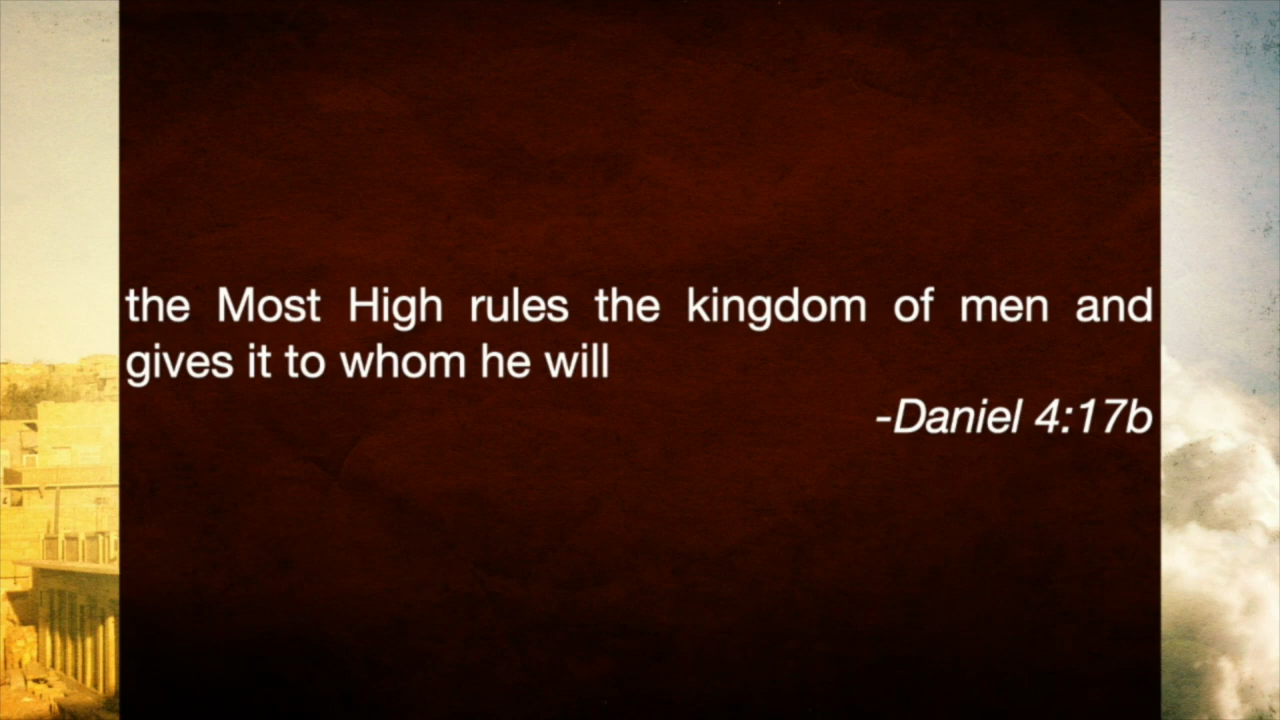 the Most High rules the kingdom of men and
gives it to whom he will
-Daniel 4:17b